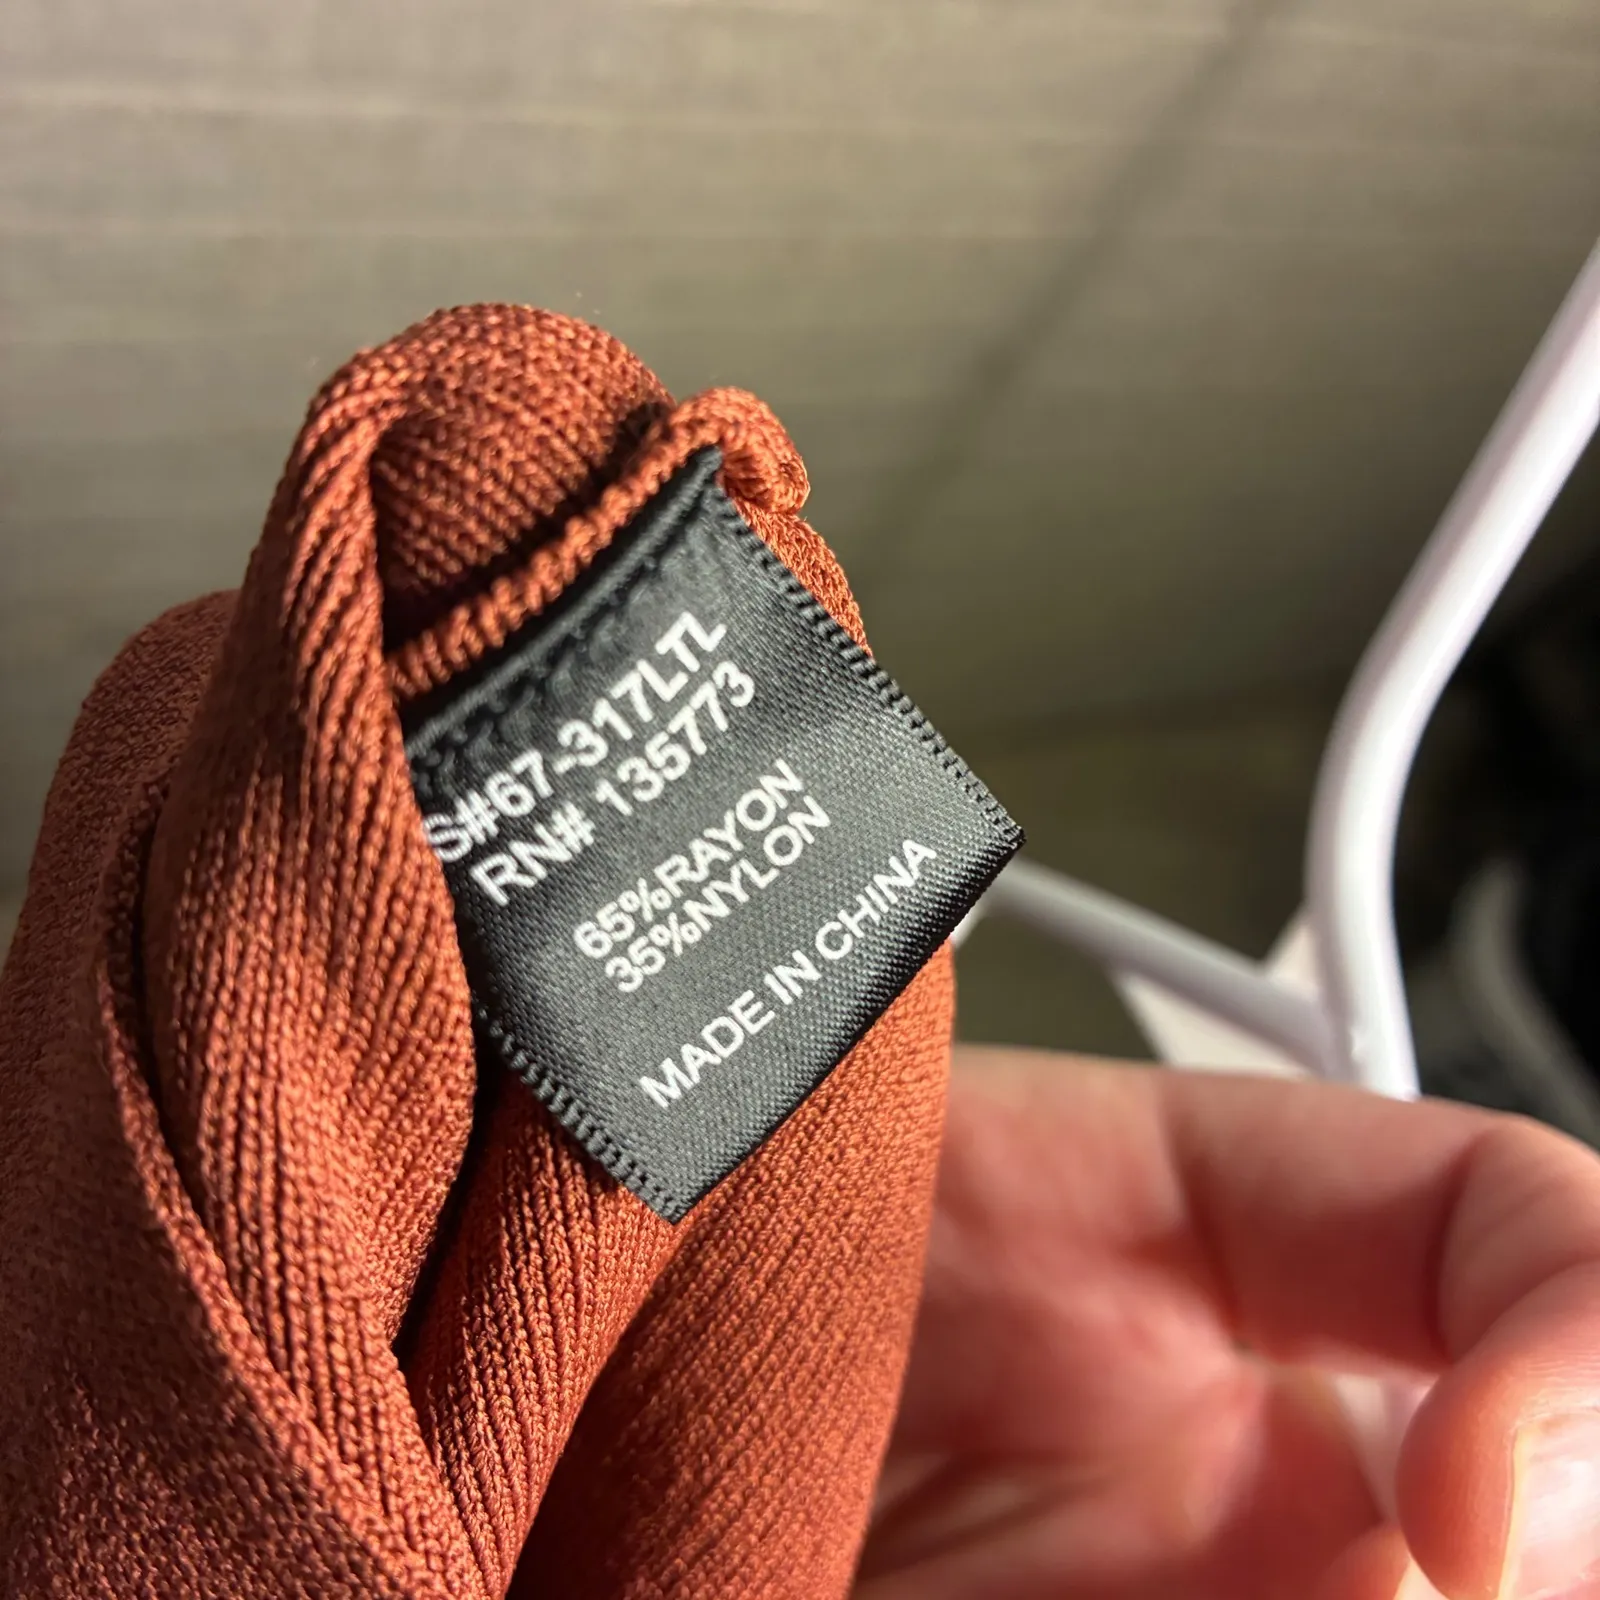 S#67-317LTL
RN# 135773
65%RAYON
35%NYLON
MADE IN CHINA